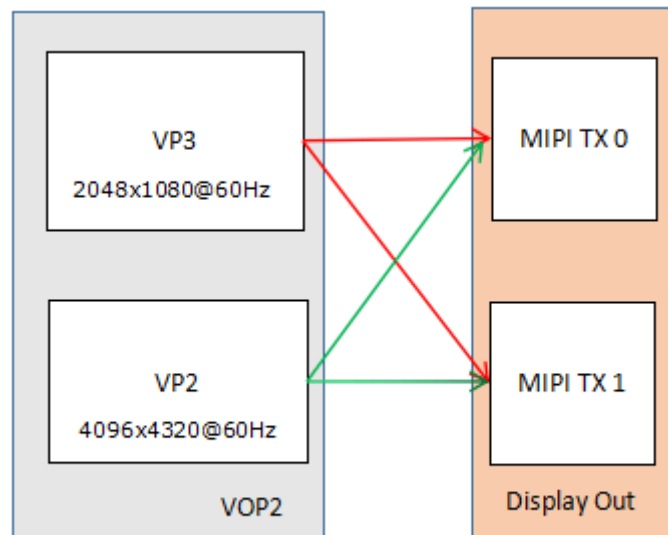 VP3
2048x1080@60Hz
VP2
4096x4320@60Hz
VOP2
MIPI TX 0
MIPI TX 1
Display Out